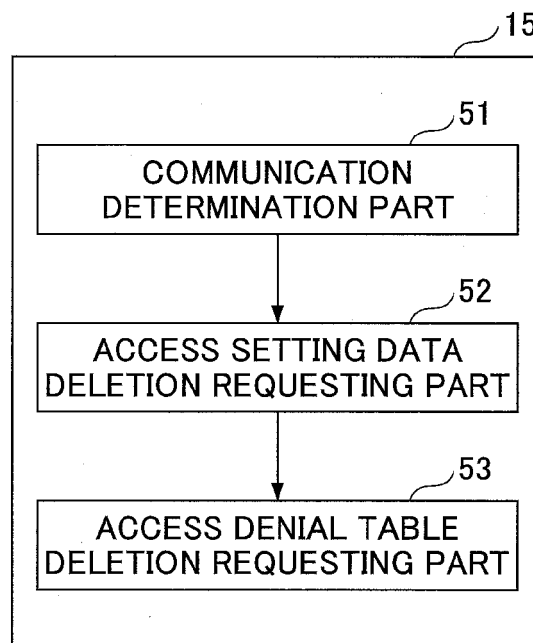 15
51
COMMUNICATION
DETERMINATION PART
52
ACCESS SETTING DATA
DELETION REQUESTING PART
53
ACCESS DENIAL TABLE
DELETION REQUESTING PART